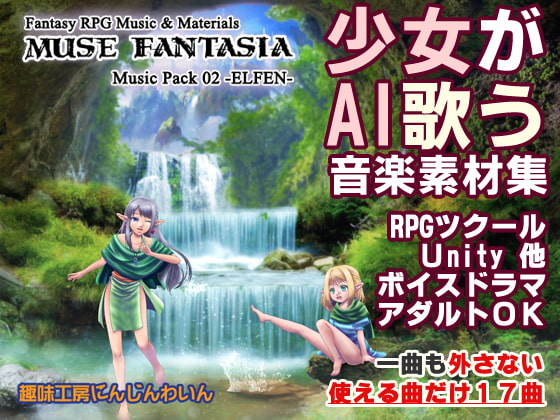 Fantasy RPG Music & Materials
MUSE FANTASIA
Music Pack 02 -ELFEN-
少女が
AI歌う
音楽素材集
RPGツクール
Unity 他
ボイスドラマ
アダルトOK
一曲も外さない
使える曲だけ17曲
趣味工房にんじんわいん